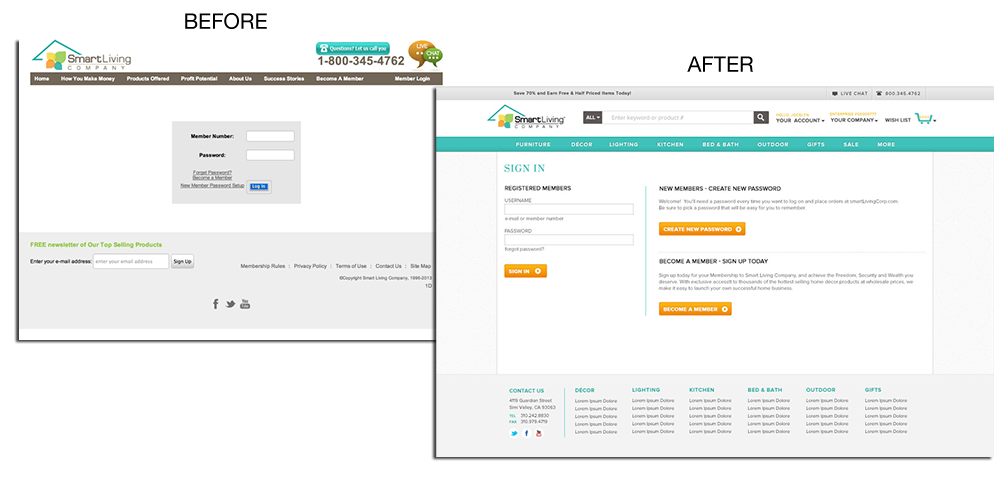 BEFORE
SmartLiving
COMPANY
Questions? Let us call you
1-800-345-4762
LIVE
CHAT
Home How You Make Money Products Offered Profit Potential About Us Success Stories Become A Member Member Login
Member Number:
Password:
Forgot Password?
Become a Member
New Member Password Setup
Log In
FREE newsletter of Our Top Selling Products
Enter your e-mail address: enter your email address Sign Up
Membership Rules | Privacy Policy | Terms of Use | Contact Us | Site Map
©Copyright Smart Living Company, 1996-2013
1D
You
Tube
AFTER
Save 70% and Earn Free & Half Priced Items Today!
LIVE CHAT
800.345.4762
SmartLiving
COMPANY
ALL
Enter keyword or product #
YOUR ACCOUNT
YOUR COMPANY
WISH LIST
FURNITURE DÉCOR LIGHTING KITCHEN BED & BATH OUTDOOR GIFTS SALE MORE
SIGN IN
REGISTERED MEMBERS
USERNAME
e-mail or member number
PASSWORD
forgot password?
SIGN IN
NEW MEMBERS - CREATE NEW PASSWORD
Welcome! You'll need a password every time you want to log on and place orders at smartLivingCorp.com.
Be sure to pick a password that will be easy for you to remember.
CREATE NEW PASSWORD
BECOME A MEMBER - SIGN UP TODAY
Sign up today for your Membership to Smart Living Company, and achieve the Freedom, Security and Wealth you
deserve. With exclusive access to thousands of the hottest selling home décor products at wholesale prices, we
make it easy to launch your own successful home business.
BECOME A MEMBER
CONTACT US
4119 Guardian Street
Simi Valley, CA 93063
TEL 310.242.8830
FAX 310.979.4719
DÉCOR LIGHTING KITCHEN BED & BATH OUTDOOR GIFTS
Lorem Ipsum Dolore Lorem Ipsum Dolore Lorem Ipsum Dolore Lorem Ipsum Dolore Lorem Ipsum Dolore Lorem Ipsum Dolore
Lorem Ipsum Dolore Lorem Ipsum Dolore Lorem Ipsum Dolore Lorem Ipsum Dolore Lorem Ipsum Dolore Lorem Ipsum Dolore
Lorem Ipsum Dolore Lorem Ipsum Dolore Lorem Ipsum Dolore Lorem Ipsum Dolore Lorem Ipsum Dolore Lorem Ipsum Dolore
Lorem Ipsum Dolore Lorem Ipsum Dolore Lorem Ipsum Dolore Lorem Ipsum Dolore Lorem Ipsum Dolore Lorem Ipsum Dolore
Lorem Ipsum Dolore Lorem Ipsum Dolore Lorem Ipsum Dolore Lorem Ipsum Dolore Lorem Ipsum Dolore Lorem Ipsum Dolore